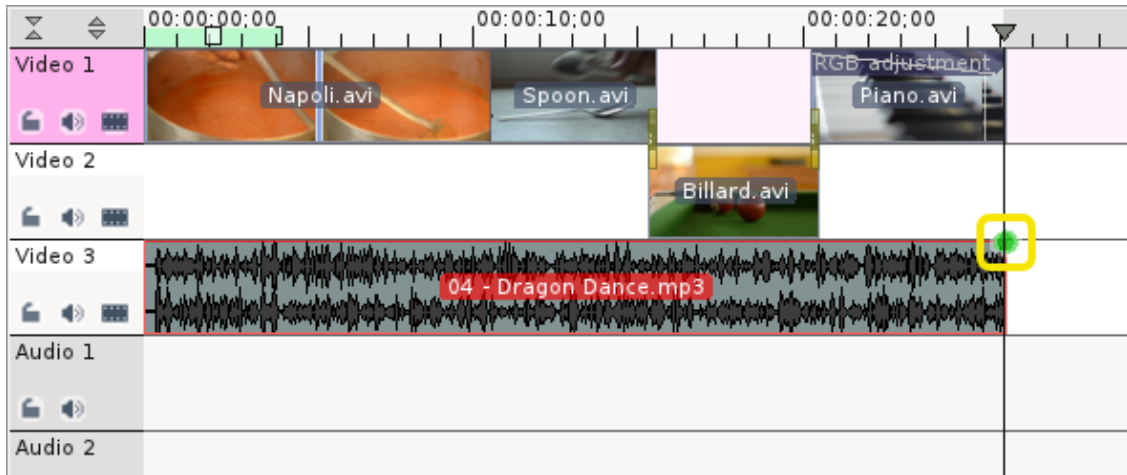 00:00:00;00 00:00:10;00 00:00:20;00
Video 1
RGB adjustment
Napoli.avi Spoon.avi Piano.avi
Video 2
Billard.avi
Video 3
04 - Dragon Dance.mp3
Audio 1
Audio 2